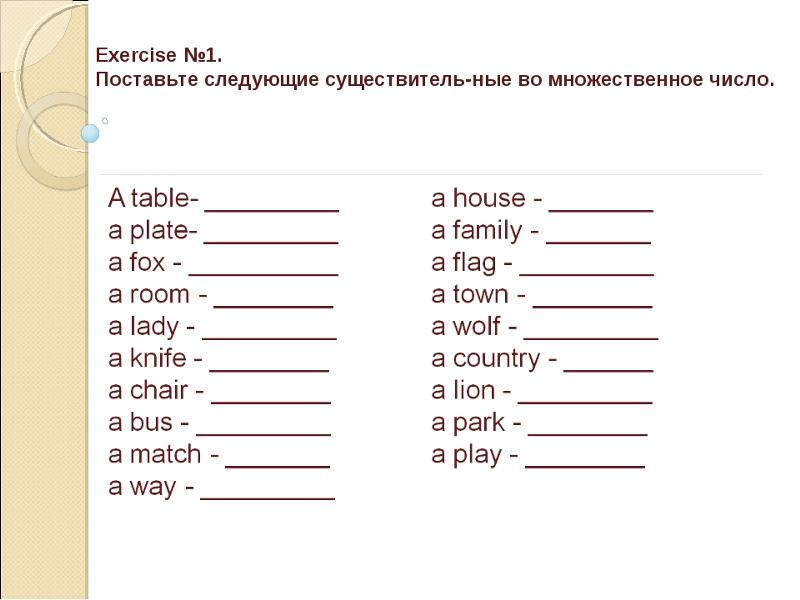 Exercise №1.
Поставьте следующие существитель-ные во множественное число.
A table- __________
a plate- __________
a fox - ___________
a room - _________
a lady - __________
a knife - _________
a chair - _________
a bus - __________
a match - ________
a way - __________
a house - ________
a family - ________
a flag - __________
a town - _________
a wolf - __________
a country - _______
a lion - __________
a park - _________
a play - _________